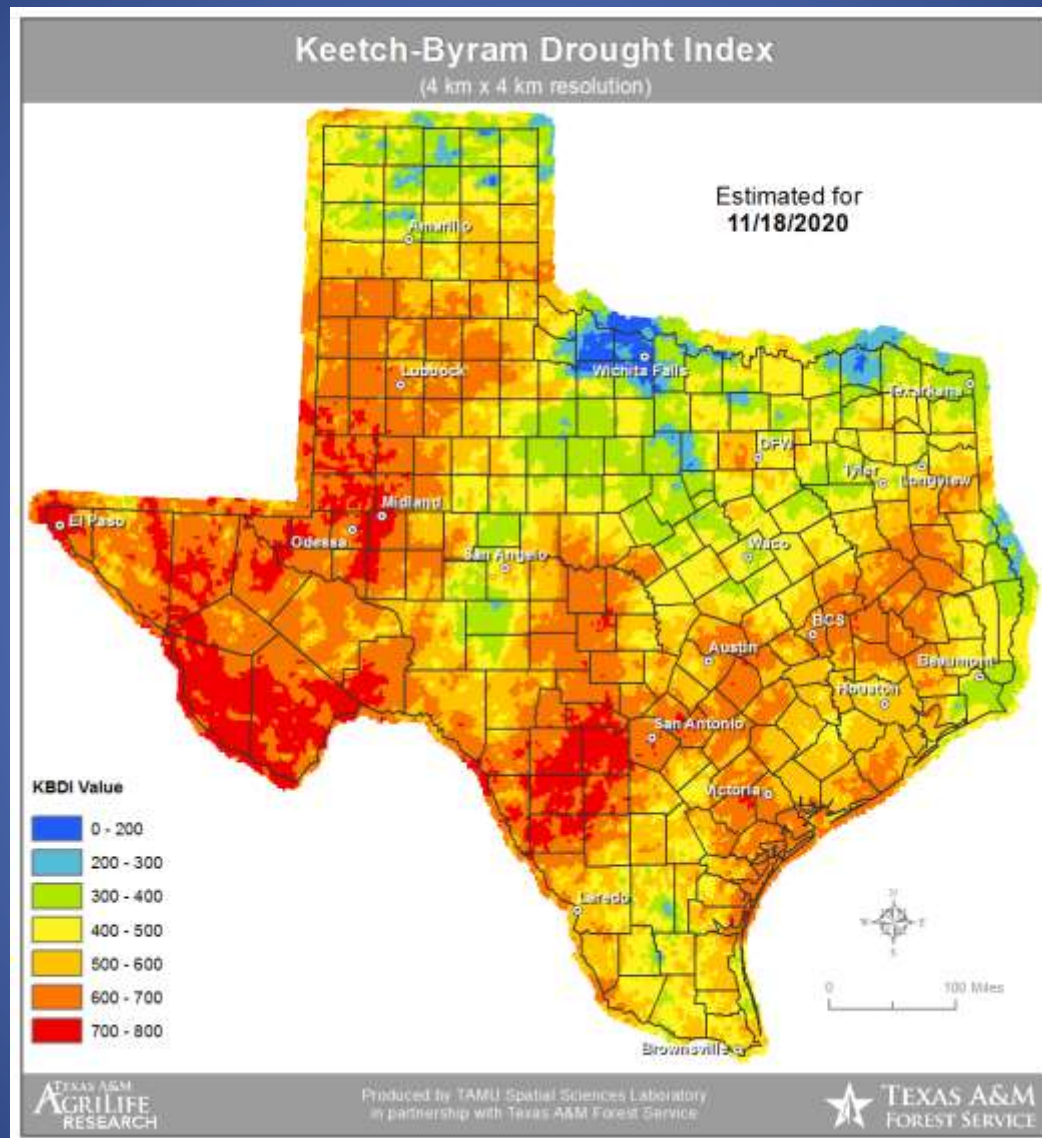 Keetch-Byram Drought Index
(4 km x 4 km resolution)
Estimated for
11/18/2020
Amarillo
Wichita Falls
Lubbock
Texarkana
DFW
Tyler
Longview
Midland
El Paso
Odessa
San Angelo
Waco
BCS
Austin
Beaumont
Houston
San Antonio
Victoria
Laredo
Brownsville
KBDI Value
0 - 200
200 - 300
300 - 400
400 - 500
500 - 600
600 - 700
700 - 800
N
W
E
S
0
100 Miles
TEXAS A&M
AGRILIFE
RESEARCH
Produced by TAMU Spatial Sciences Laboratory
in partnership with Texas A&M Forest Service
TEXAS A&M
FOREST SERVICE